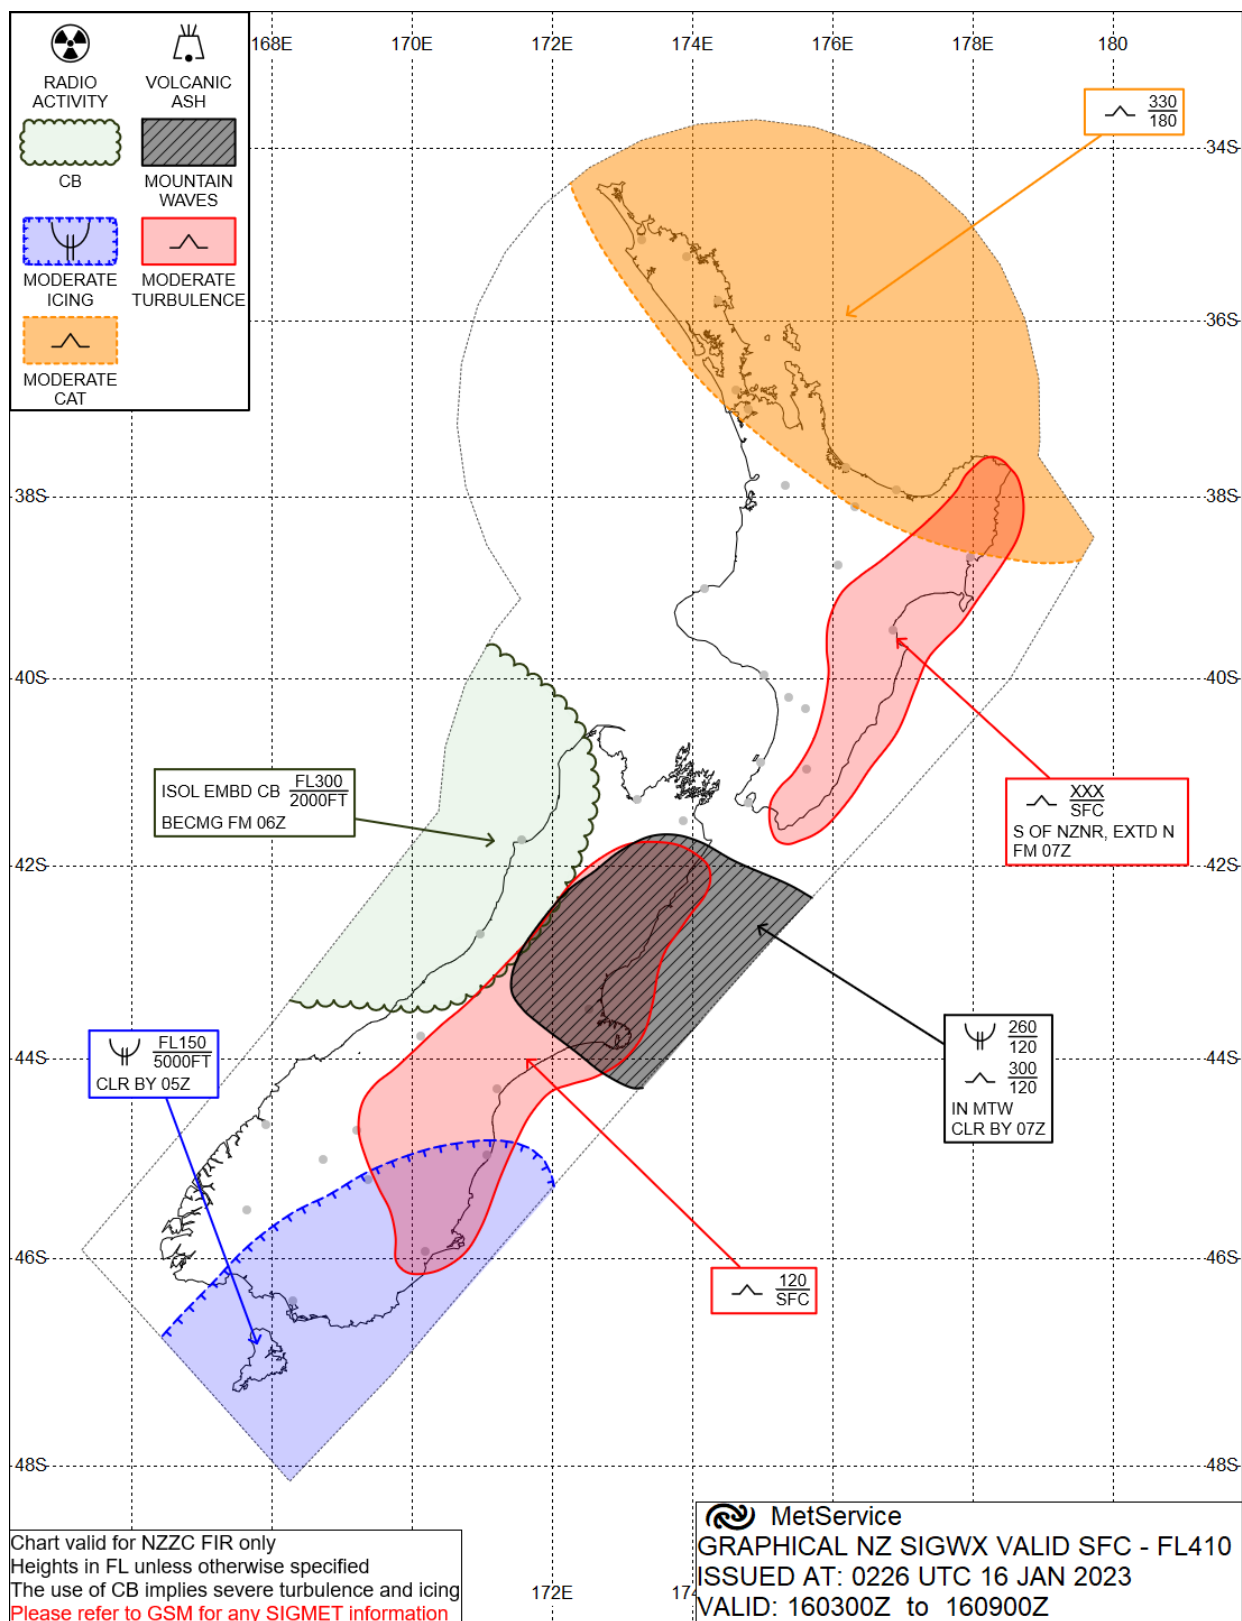 168E 170E 172E 174E 176E 178E 180
RADIO
ACTIVITY
VOLCANIC
ASH
CB
MOUNTAIN
WAVES
MODERATE
ICING
MODERATE
TURBULENCE
MODERATE
CAT
330
180
34S 34S
36S 36S
38S 38S
40S 40S
ISOL EMBD CB FL300
2000FT
BECMG FM 06Z
XXX
SFC
S OF NZNR, EXTD N
FM 07Z
42S 42S
260
120
300
120
IN MTW
CLR BY 07Z
FL150
5000FT
CLR BY 05Z
44S 44S
46S 46S
120
SFC
48S 48S
Chart valid for NZZC FIR only
Heights in FL unless otherwise specified
The use of CB implies severe turbulence and icing
Please refer to GSM for any SIGMET information
172E
MetService
GRAPHICAL NZ SIGWX VALID SFC - FL410
ISSUED AT: 0226 UTC 16 JAN 2023
VALID: 160300Z to 160900Z